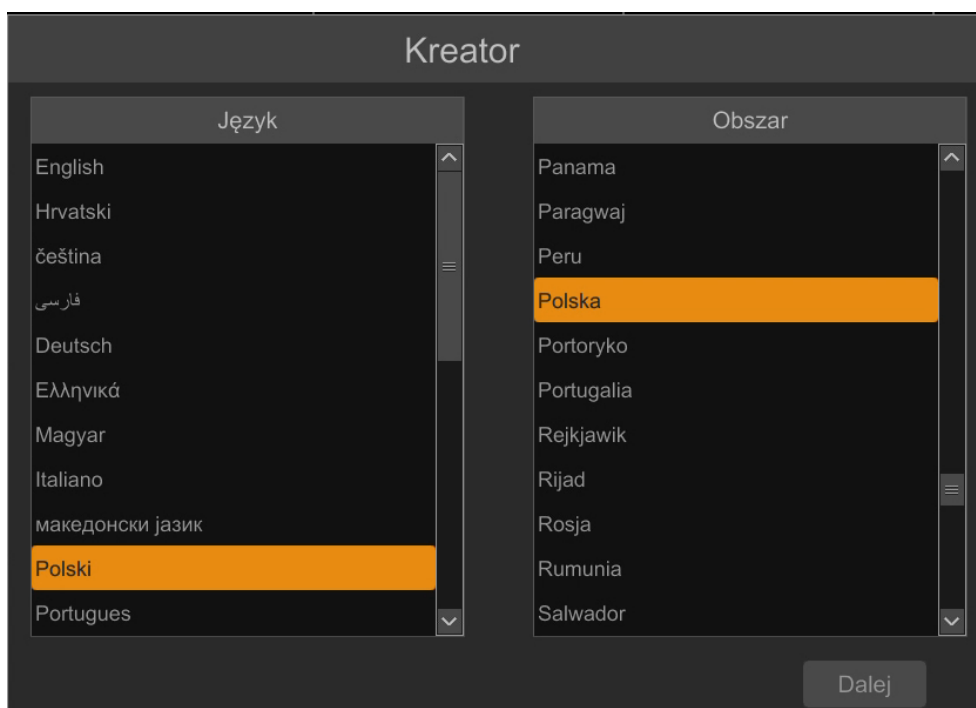 Kreator
Język
English
Hrvatski
čeština
فارسی
Deutsch
Ελληνικά
Magyar
Italiano
македонски јазик
Polski
Portugues
Obszar
Panama
Paragwaj
Peru
Polska
Portoryko
Portugalia
Rejkjawik
Rijad
Rosja
Rumunia
Salwador
Dalej